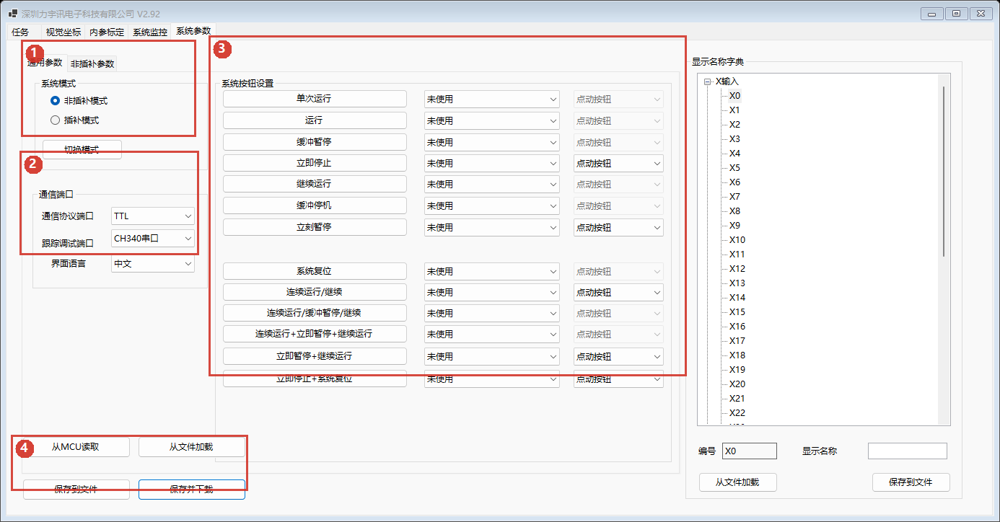 深圳力宇讯电子科技有限公司 V2.92
任务 视觉坐标 内参标定 系统监控 系统参数
1
通用参数 非插补参数
系统模式
非插补模式
插补模式
切换模式
2
通信端口
通信协议端口 TTL
跟踪调试端口 CH340串口
界面语言 中文
3
系统按钮设置
单次运行 未使用 点动按钮
运行 未使用 点动按钮
缓冲暂停 未使用 点动按钮
立即停止 未使用 点动按钮
继续运行 未使用 点动按钮
缓冲停机 未使用 点动按钮
立刻暂停 未使用 点动按钮
系统复位 未使用 点动按钮
连续运行/继续 未使用 点动按钮
连续运行/缓冲暂停/继续 未使用 点动按钮
连续运行+立即暂停+继续运行 未使用 点动按钮
立即暂停+继续运行 未使用 点动按钮
立即停止+系统复位 未使用 点动按钮
4
从MCU读取 从文件加载
保存到文件 保存并下载
显示名称字典
X输入
X0
X1
X2
X3
X4
X5
X6
X7
X8
X9
X10
X11
X12
X13
X14
X15
X16
X17
X18
X19
X20
X21
X22
编号 X0 显示名称
从文件加载 保存到文件